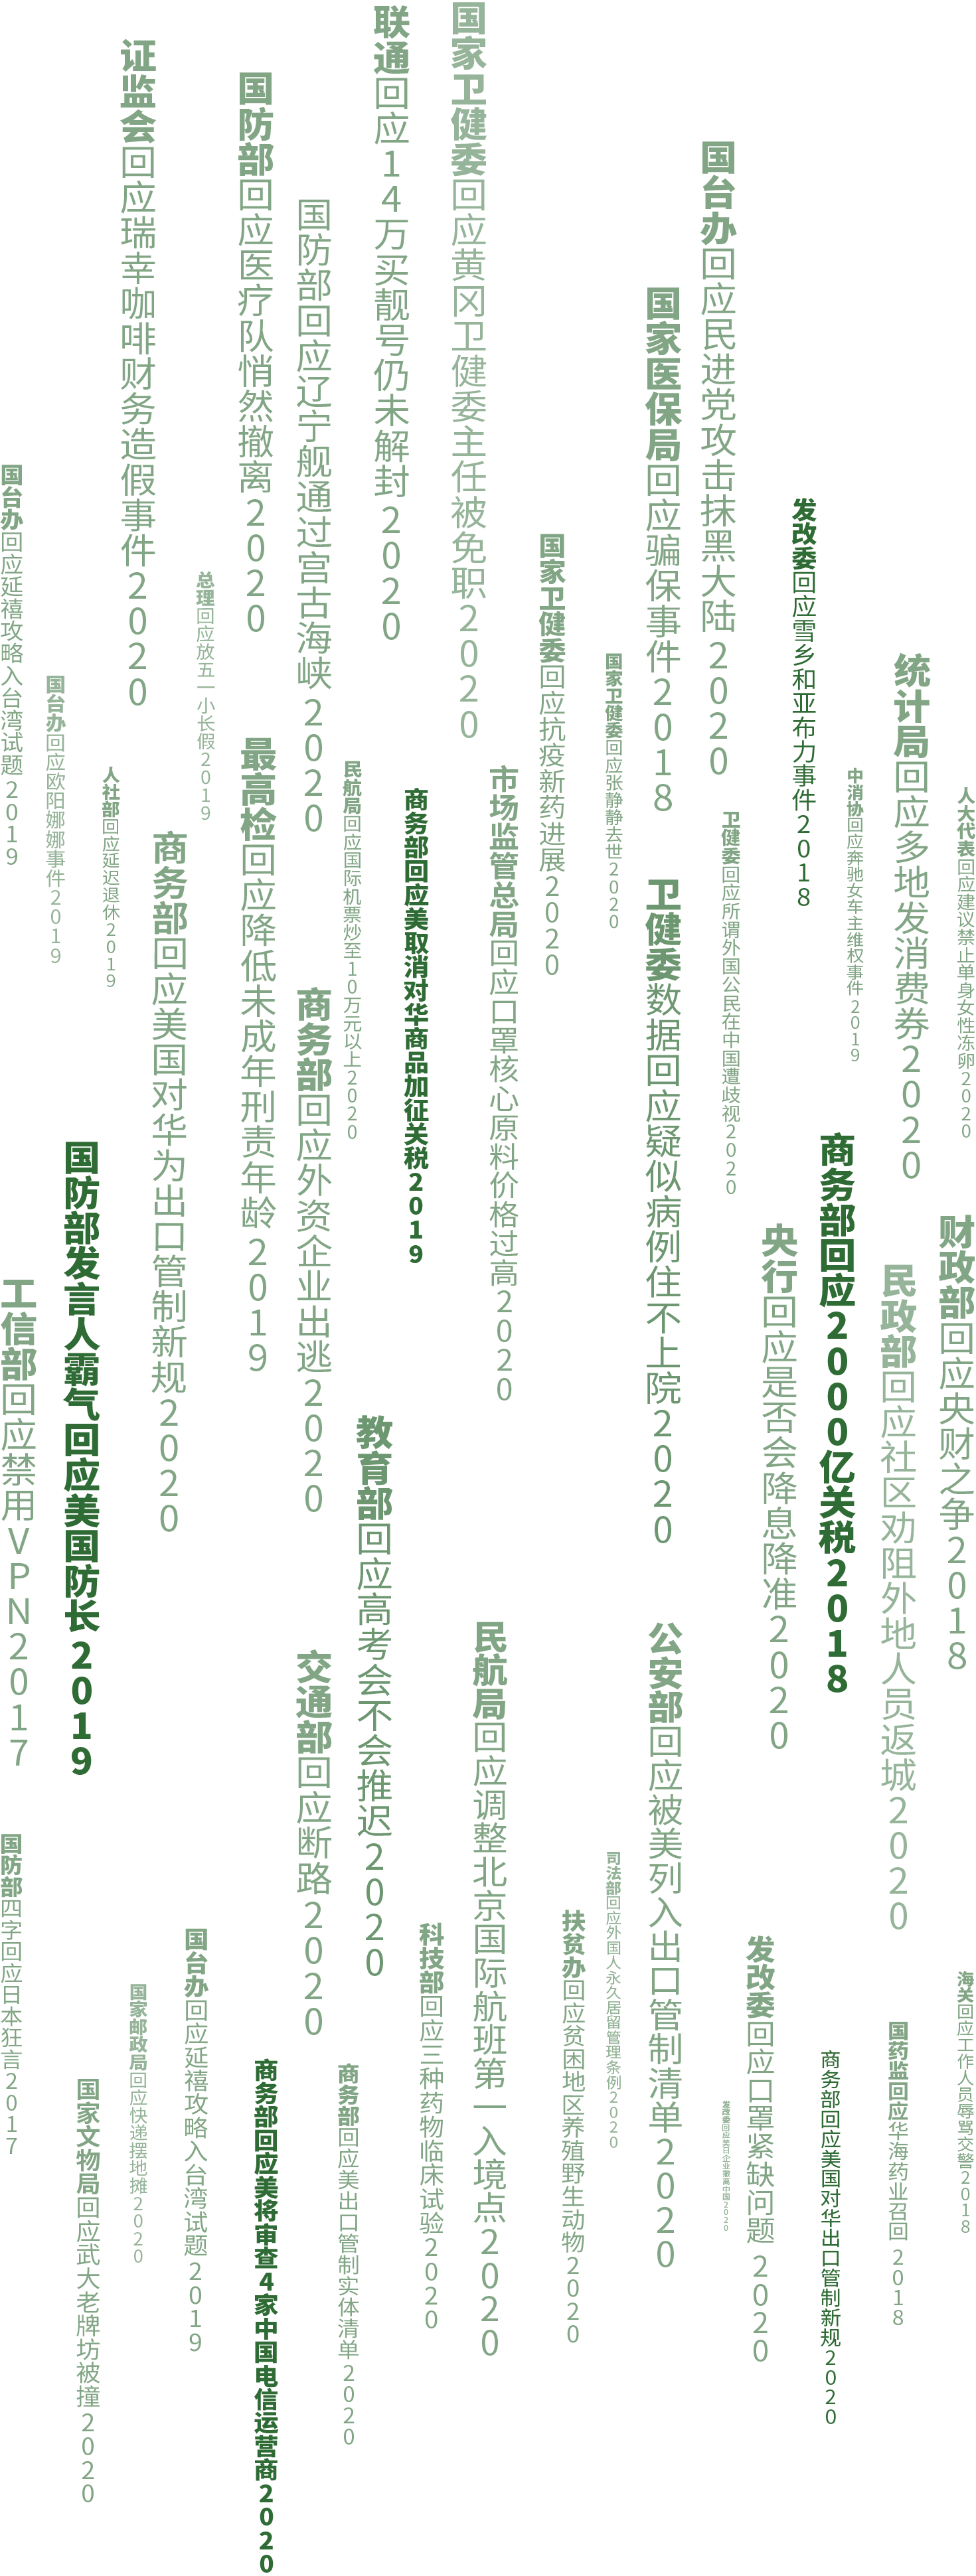 国台办回应延禧攻略入台湾试题2019
工信部回应禁用VPN2017
国防部四字回应日本狂言2017
国台办回应欧阳娜娜事件2019
国防部发言人霸气回应美国防长2019
国家文物局回应武大老牌坊被撞2020
人社部回应延迟退休2019
证监会回应瑞幸咖啡财务造假事件2020
国家邮政局回应快递摆地摊2020
商务部回应美国对华为出口管制新规2020
总理回应放五一小长假2019
国台办回应延禧攻略入台湾试题2019
国防部回应医疗队悄然撤离2020
最高检回应降低未成年刑责年龄2019
商务部回应美将审查4家中国电信运营商2020
国防部回应辽宁舰通过宫古海峡2020
商务部回应外资企业出逃2020
交通部回应断路2020
民航局回应国际机票炒至10万元以上2020
商务部回应美出口管制实体清单2020
联通回应14万买靓号仍未解封2020
教育部回应高考会不会推迟2020
商务部回应美取消对华商品加征关税2019
科技部回应三种药物临床试验2020
国家卫健委回应黄冈卫健委主任被免职2020
市场监管总局回应口罩核心原料价格过高2020
民航局回应调整北京国际航班第一入境点2020
国家卫健委回应抗疫新药进展2020
扶贫办回应贫困地区养殖野生动物2020
国家卫健委回应张静静去世2020
司法部回应外国人永久居留管理条例2020
国家医保局回应骗保事件2018
卫健委数据回应疑似病例住不上院2020
公安部回应被美列入出口管制清单2020
国台办回应民进党攻击抹黑大陆2020
卫健委回应所谓外国公民在中国遭歧视2020
发改委回应美日企业撤离中国2020
央行回应是否会降息降准2020
发改委回应口罩紧缺问题2020
发改委回应雪乡和亚布力事件2018
商务部回应2000亿关税2018
商务部回应美国对华出口管制新规2020
中消协回应奔驰女车主维权事件2019
统计局回应多地发消费券2020
民政部回应社区劝阻外地人员返城2020
国药监回应华海药业召回2018
人大代表回应建议禁止单身女性冻卵2020
财政部回应央财之争2018
海关回应工作人员辱骂交警2018